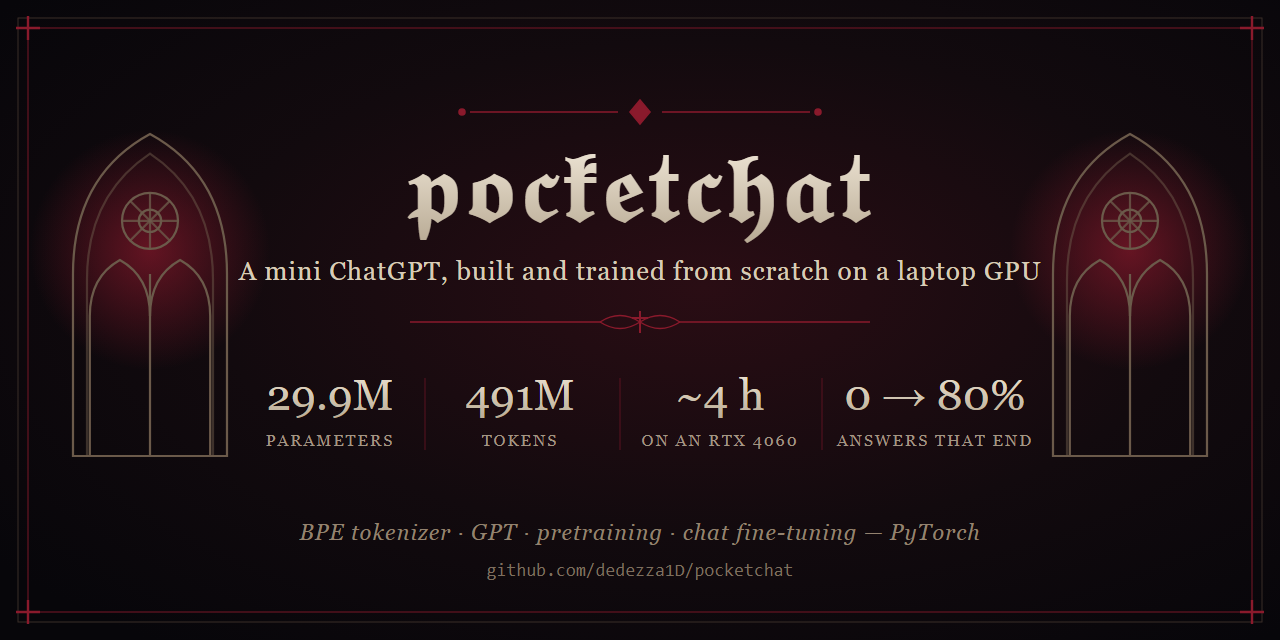 pocketchat
A mini ChatGPT, built and trained from scratch on a laptop GPU
29.9M
PARAMETERS
491M
TOKENS
~4 h
ON AN RTX 4060
0 → 80%
ANSWERS THAT END
BPE tokenizer · GPT · pretraining · chat fine-tuning — PyTorch
github.com/dedezza1D/pocketchat